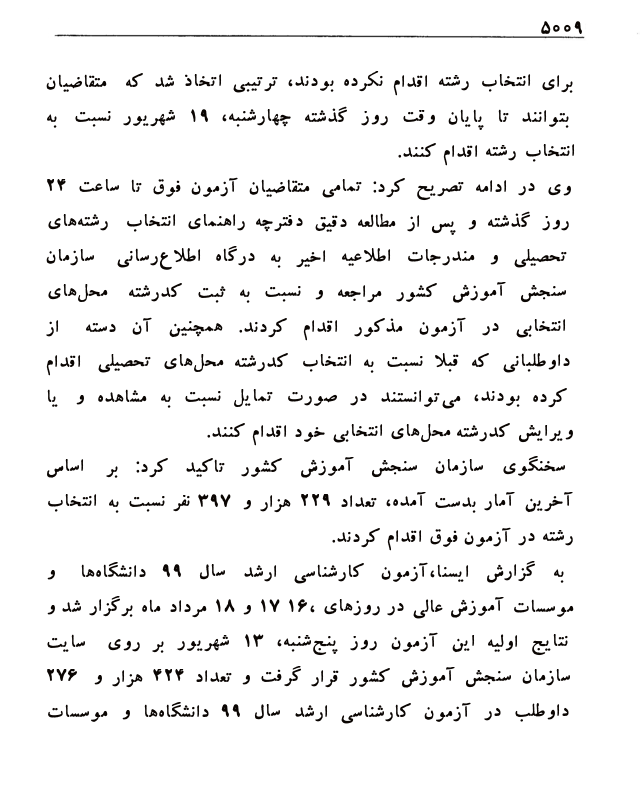 ۵۰۰۹
برای انتخاب رشته اقدام نکرده بودند، ترتیبی اتخاذ شد که متقاضیان
بتوانند تا پایان وقت روز گذشته چهارشنبه، ۱۹ شهریور نسبت به
انتخاب رشته اقدام کنند.
وی در ادامه تصریح کرد: تمامی متقاضیان آزمون فوق تا ساعت ۲۴
روز گذشته و پس از مطالعه دقیق دفترچه راهنمای انتخاب رشته‌های
تحصیلی و مندرجات اطلاعیه اخیر به درگاه اطلاع‌رسانی سازمان
سنجش آموزش کشور مراجعه و نسبت به ثبت کدرشته محل‌های
انتخابی در آزمون مذکور اقدام کردند. همچنین آن دسته از
داوطلبانی که قبلا نسبت به انتخاب کدرشته محل‌های تحصیلی اقدام
کرده بودند، می‌توانستند در صورت تمایل نسبت به مشاهده و یا
ویرایش کدرشته محل‌های انتخابی خود اقدام کنند.
سخنگوی سازمان سنجش آموزش کشور تاکید کرد: بر اساس
آخرین آمار بدست آمده، تعداد ۲۲۹ هزار و ۳۹۷ نفر نسبت به انتخاب
رشته در آزمون فوق اقدام کردند.
به گزارش ایسنا،آزمون کارشناسی ارشد سال ۹۹ دانشگاه‌ها و
موسسات آموزش عالی در روزهای ،۱۶ ۱۷ و ۱۸ مرداد ماه برگزار شد و
نتایج اولیه این آزمون روز پنج‌شنبه، ۱۳ شهریور بر روی سایت
سازمان سنجش آموزش کشور قرار گرفت و تعداد ۴۲۴ هزار و ۲۷۶
داوطلب در آزمون کارشناسی ارشد سال ۹۹ دانشگاه‌ها و موسسات